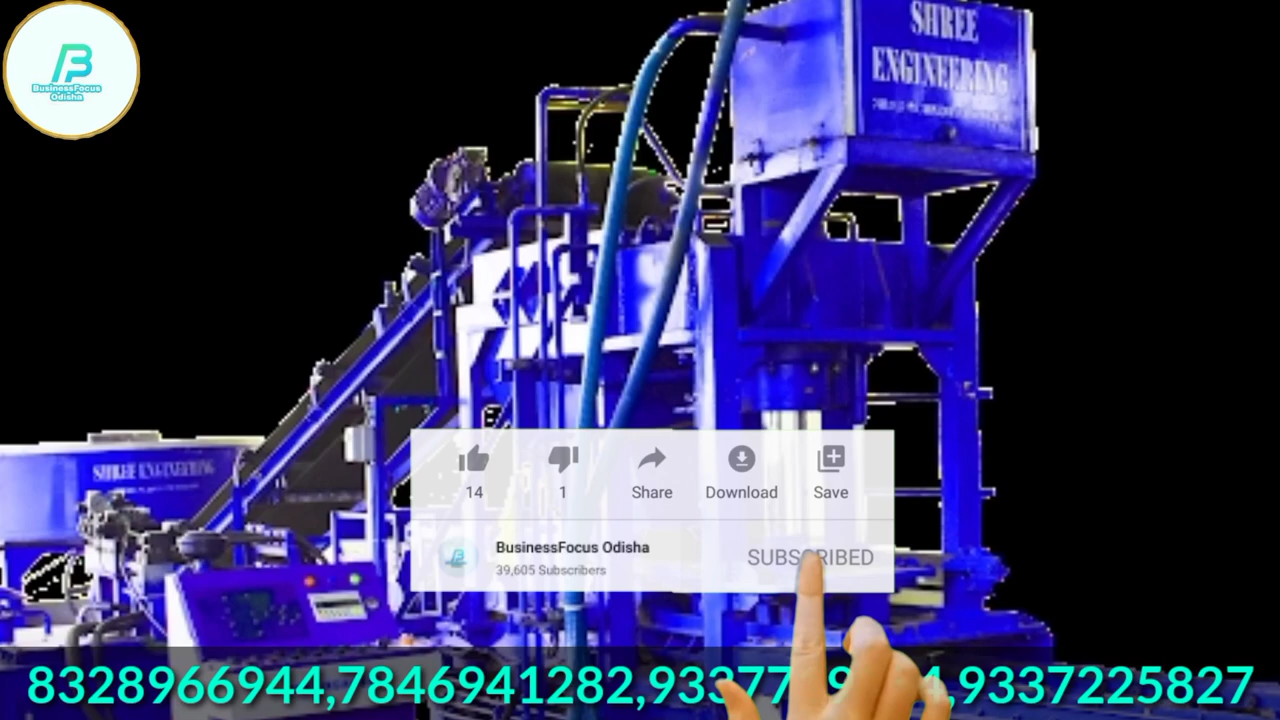 BusinessFocus
Odisha
SHREE
ENGINEERING
SHREE ENGINEERING
14
1
Share
Download
Save
BusinessFocus Odisha
39,605 Subscribers
SUBSCRIBED
8328966944,7846941282,9337225827